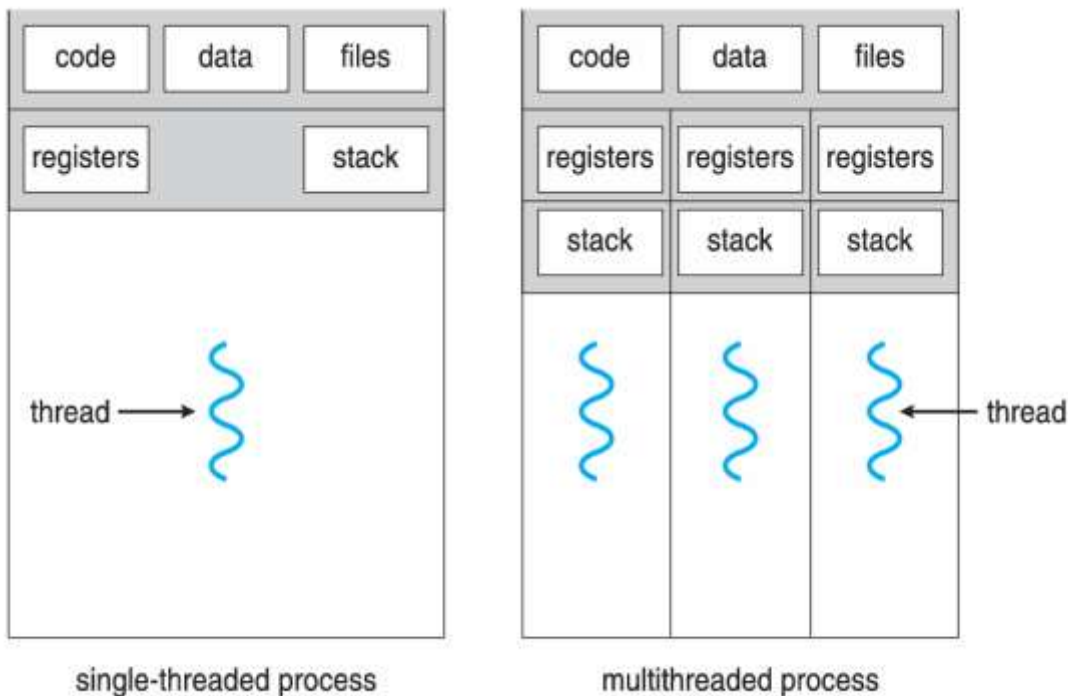 code data files
registers stack
thread
single-threaded process
code data files
registers registers registers
stack stack stack
thread
multithreaded process